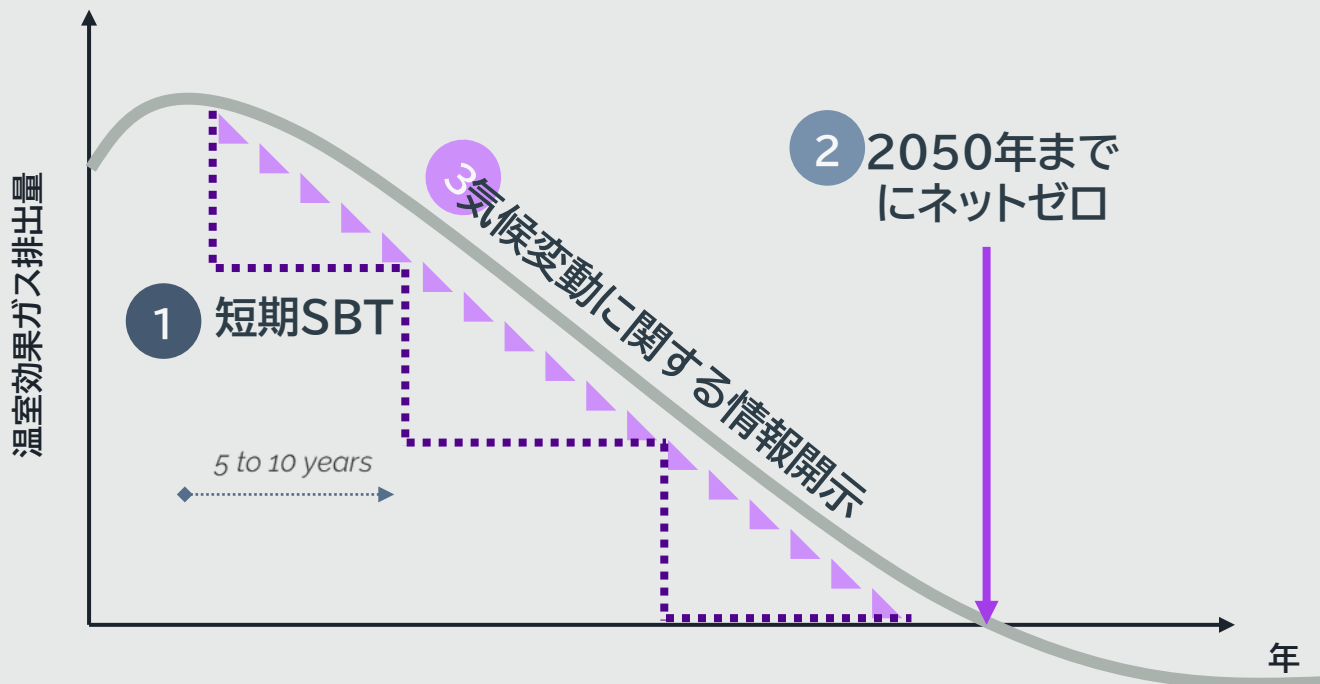 温室効果ガス排出量
3
気候変動に関する情報開示
2
2050年まで
にネットゼロ
1
短期SBT
5 to 10 years
年